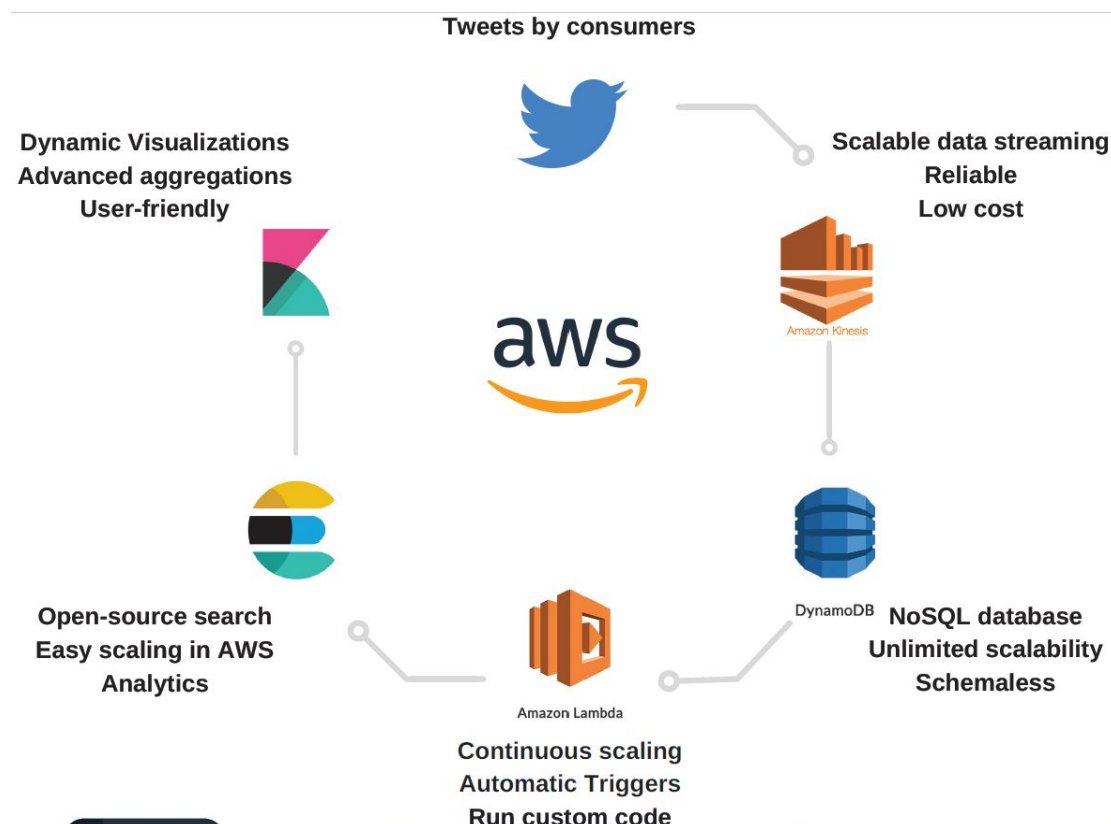 Tweets by consumers
Dynamic Visualizations
Advanced aggregations
User-friendly
Scalable data streaming
Reliable
Low cost
Amazon Kinesis
aws
DynamoDB
NoSQL database
Unlimited scalability
Schemaless
Open-source search
Easy scaling in AWS
Analytics
Amazon Lambda
Continuous scaling
Automatic Triggers
Run custom code